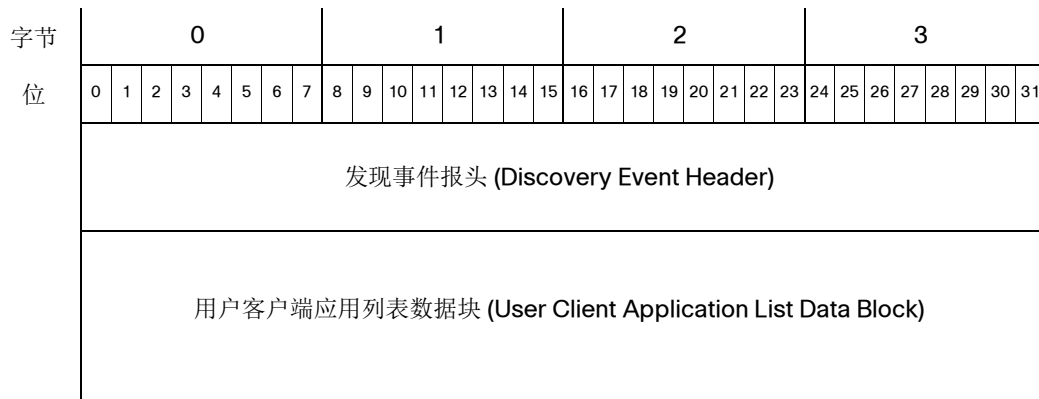 字节 0 1 2 3
位 0 1 2 3 4 5 6 7 8 9 10 11 12 13 14 15 16 17 18 19 20 21 22 23 24 25 26 27 28 29 30 31
发现事件报头 (Discovery Event Header)
用户客户端应用列表数据块 (User Client Application List Data Block)